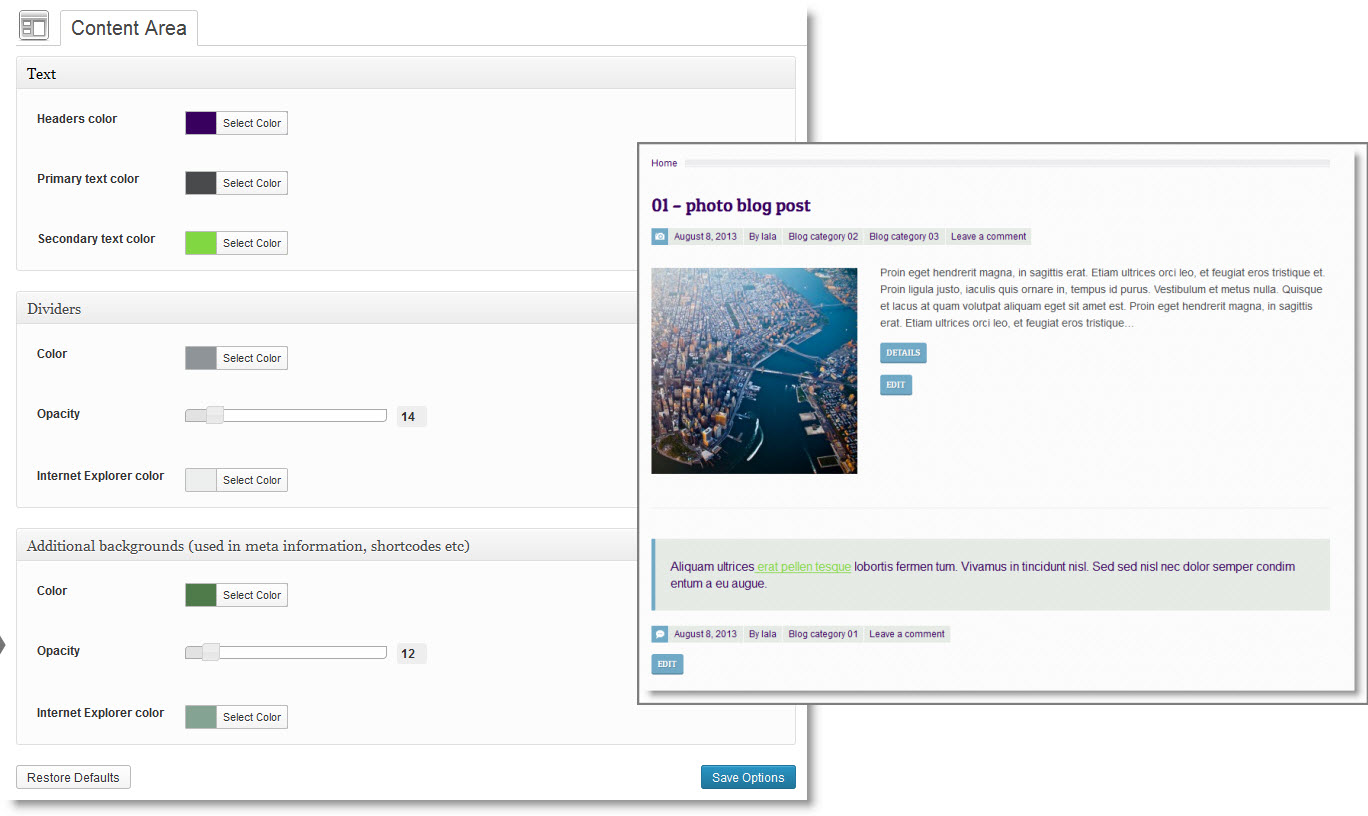 Content Area
Text
Headers color
Select Color
Primary text color
Select Color
Secondary text color
Select Color
Dividers
Color
Select Color
Opacity
14
Internet Explorer color
Select Color
Additional backgrounds (used in meta information, shortcodes etc)
Color
Select Color
Opacity
12
Internet Explorer color
Select Color
Restore Defaults
Save Options
Home
01 – photo blog post
August 8, 2013
By lala
Blog category 02
Blog category 03
Leave a comment
Proin eget hendrerit magna, in sagittis erat. Etiam ultrices orci leo, et feugiat eros tristique et.
Proin ligula justo, iaculis quis ornare in, tempus id purus. Vestibulum et metus nulla. Quisque
et lacus at quam volutpat aliquam eget sit amet est. Proin eget hendrerit magna, in sagittis
erat. Etiam ultrices orci leo, et feugiat eros tristique…
DETAILS
EDIT
Aliquam ultrices erat pellen tesque lobortis fermen tum. Vivamus in tincidunt nisl. Sed sed nisl nec dolor semper condim
entum a eu augue.
August 8, 2013
By lala
Blog category 01
Leave a comment
EDIT